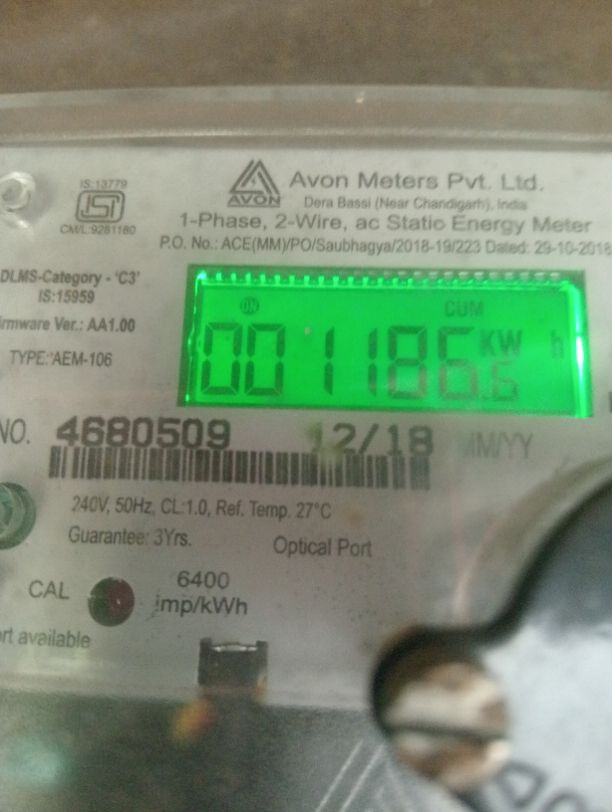 IS:13779
ISI
CM/L:9281180
AVON
Avon Meters Pvt. Ltd.
Dera Bassi (Near Chandigarh), India
1-Phase, 2-Wire, ac Static Energy Meter
P.O. No.: ACE(MM)/PO/Saubhagya/2018-19/223 Dated: 29-10-2018
DLMS-Category - 'C3'
IS:15959
irmware Ver.: AA1.00
TYPE: AEM-106
ON
CUM
001186.6 KW h
NO. 4680509 12/18 MM/YY
240V, 50Hz, CL:1.0, Ref. Temp. 27°C
Guarantee: 3Yrs.
Optical Port
CAL
6400
imp/kWh
rt available